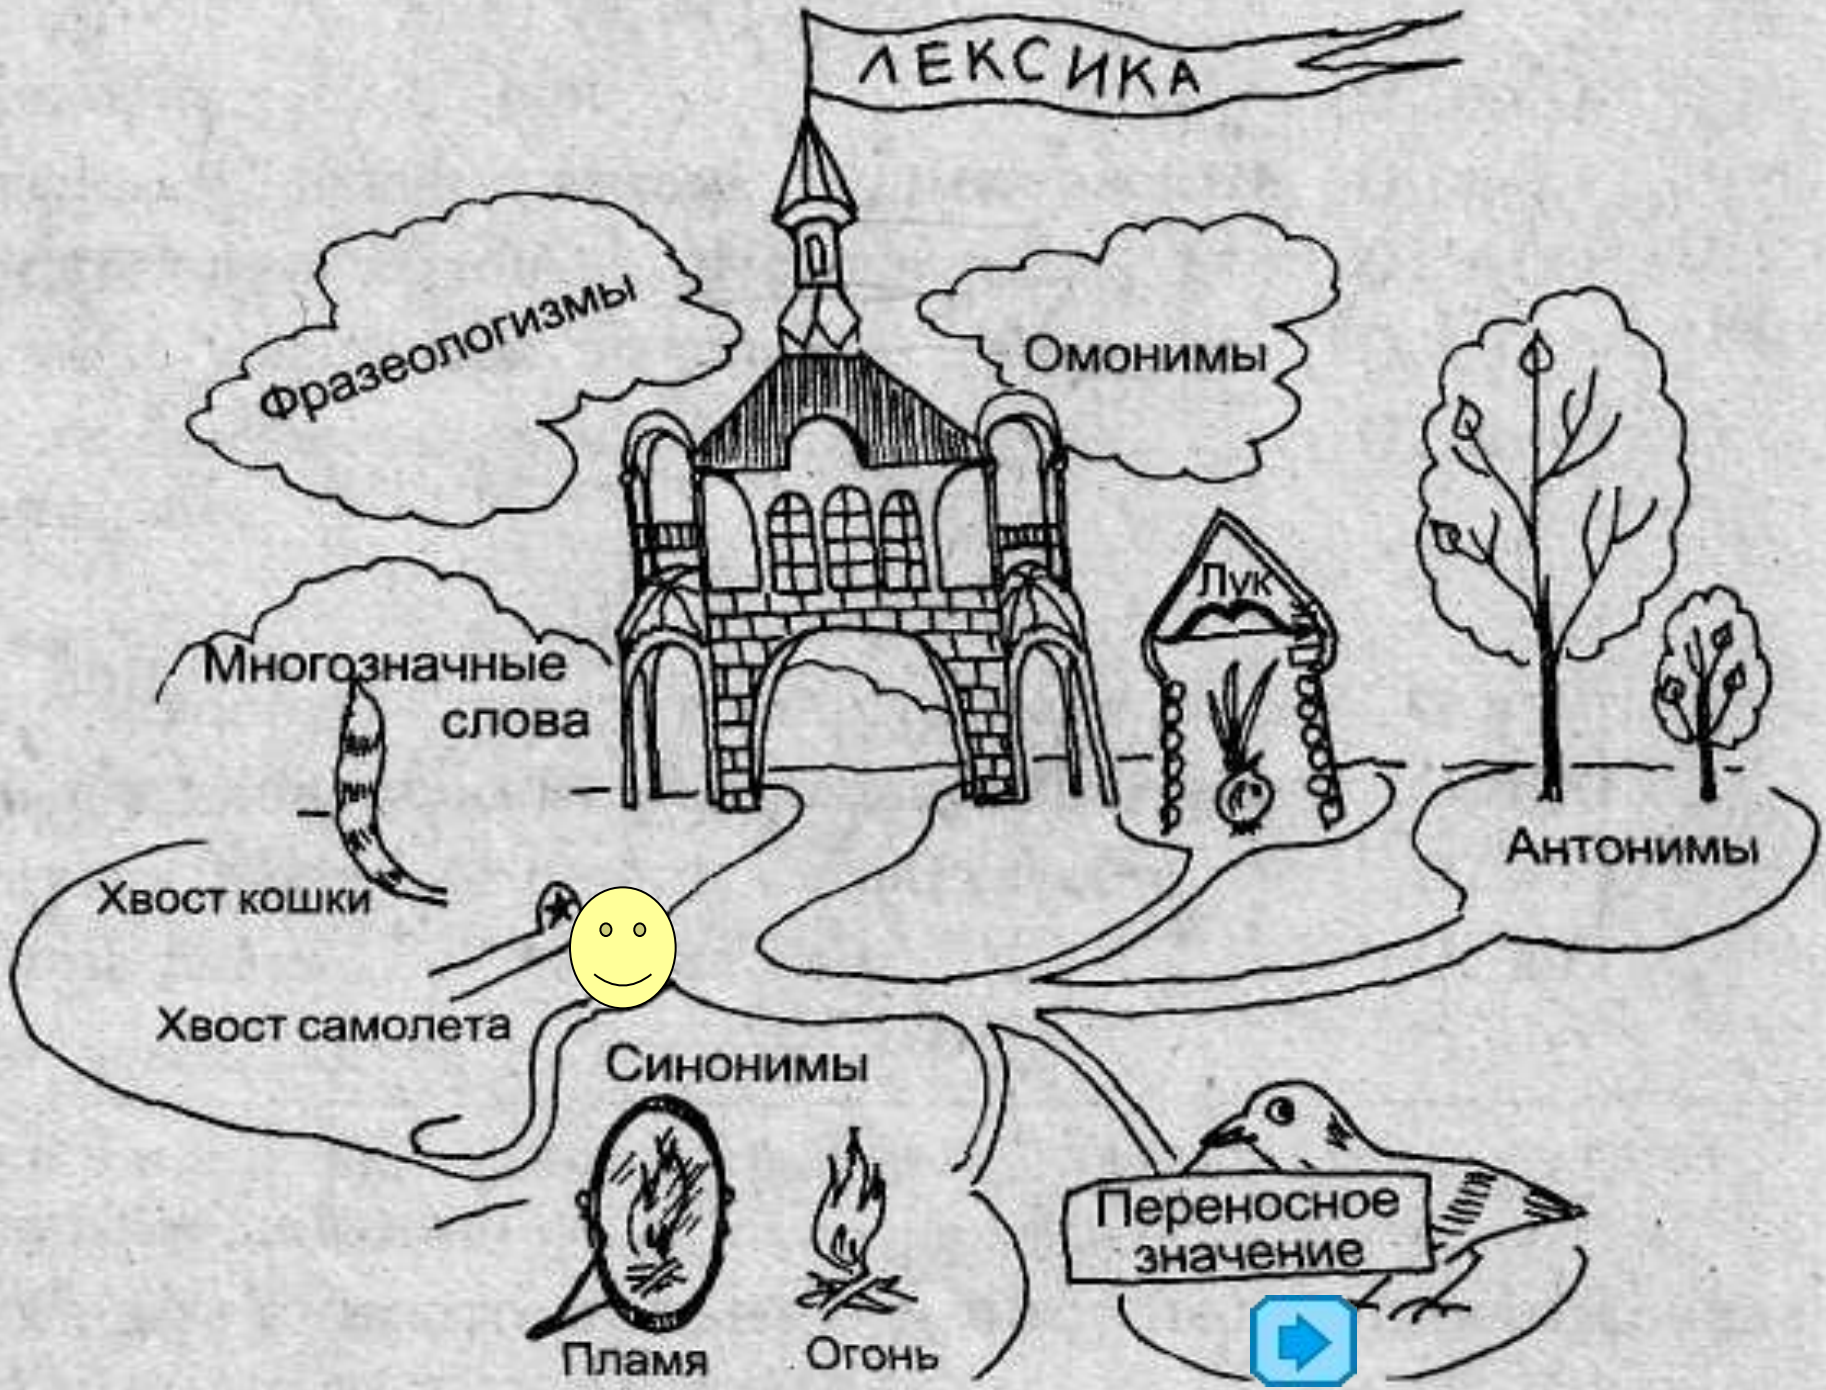 ЛЕКСИКА
Фразеологизмы
Омонимы
Лук
Многозначные
слова
Антонимы
Хвост кошки
Хвост самолета
Синонимы
Переносное
значение
Пламя
Огонь